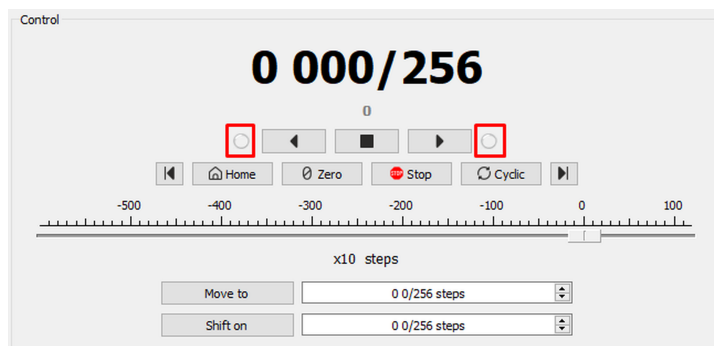 Control
0 000/256
0
Home Zero STOP Stop Cyclic
-500 -400 -300 -200 -100 0 100
x10 steps
Move to 0 0/256 steps
Shift on 0 0/256 steps